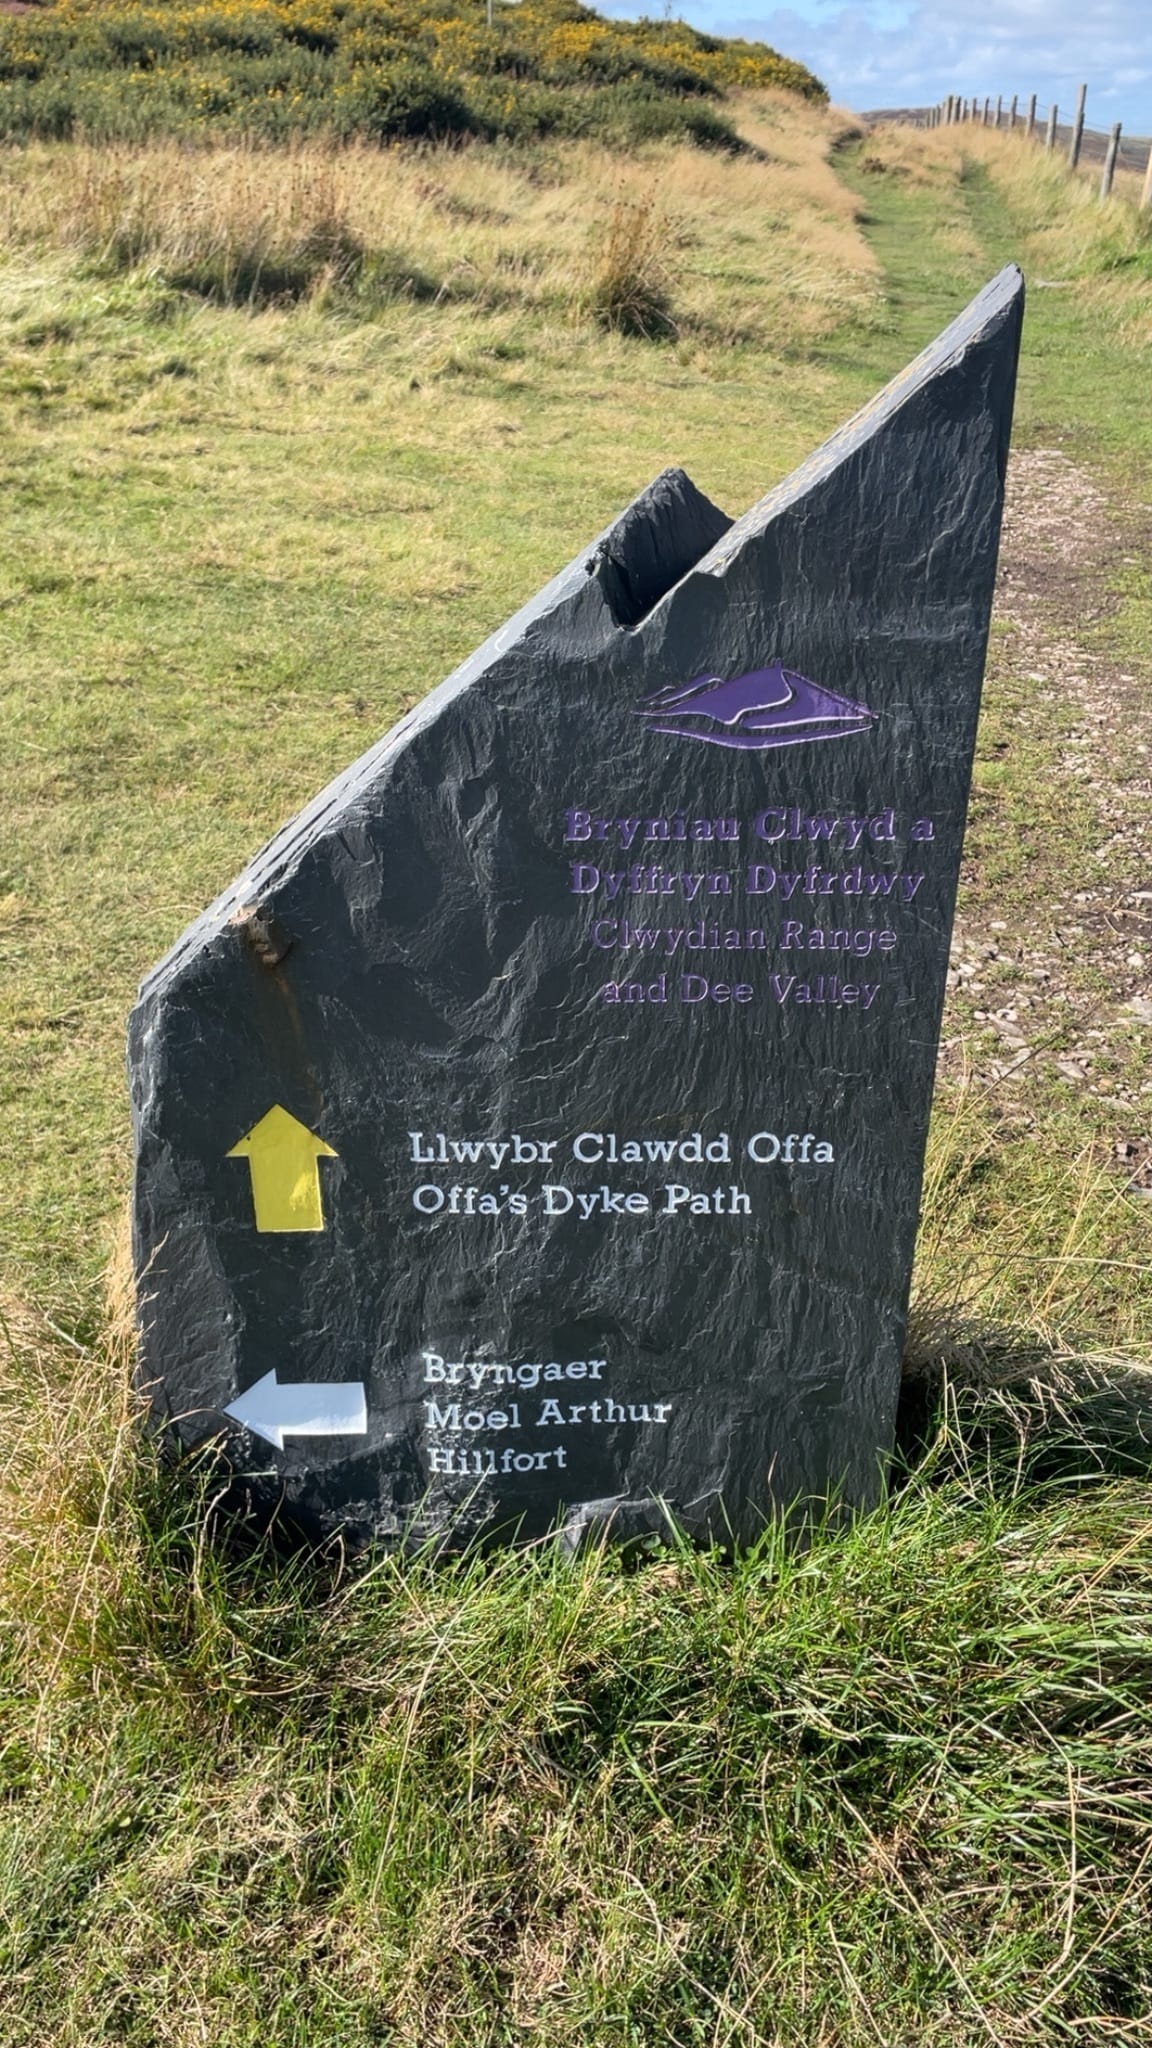 Bryniau Clwyd a
Dyffryn Dyfrdwy
Clwydian Range
and Dee Valley
Llwybr Clawdd Offa
Offa's Dyke Path
Bryngaer
Moel Arthur
Hillfort